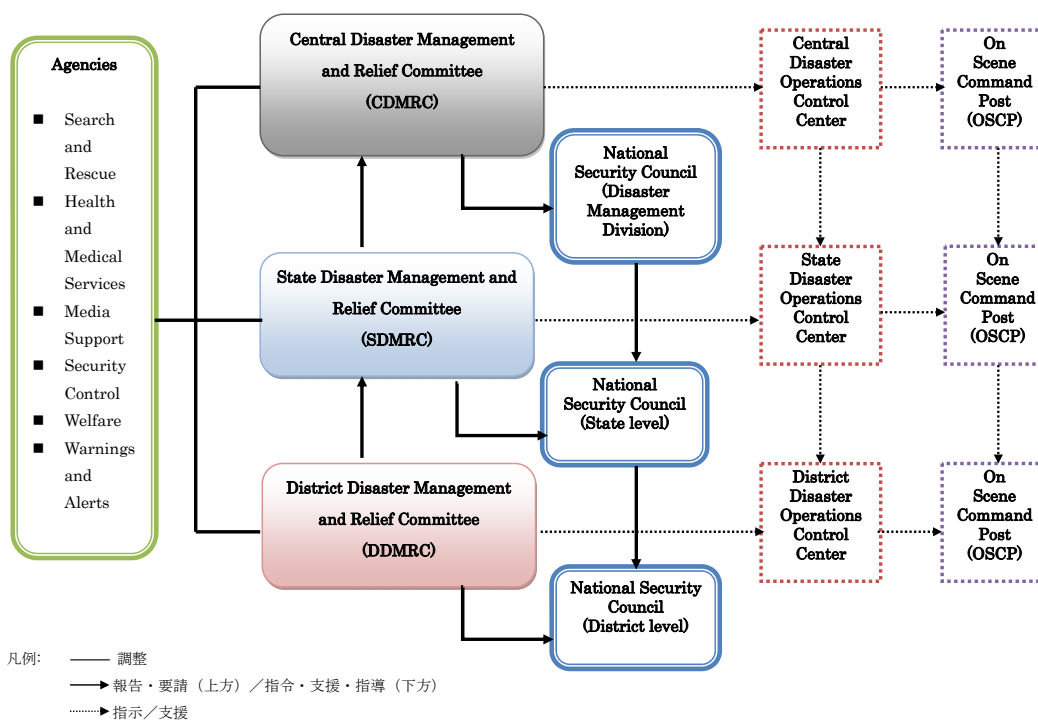 Agencies
■ Search
and
Rescue
■ Health
and
Medical
Services
■ Media
Support
■ Security
Control
■ Welfare
■ Warnings
and
Alerts
Central Disaster Management
and Relief Committee
(CDMRC)
National
Security Council
(Disaster
Management
Division)
Central
Disaster
Operations
Control
Center
On
Scene
Command
Post
(OSCP)
State Disaster Management and
Relief Committee
(SDMRC)
National
Security Council
(State level)
State
Disaster
Operations
Control
Center
On
Scene
Command
Post
(OSCP)
District Disaster Management
and Relief Committee
(DDMRC)
National Security
Council
(District level)
District
Disaster
Operations
Control
Center
On
Scene
Command
Post
(OSCP)
凡例:
調整
報告・要請（上方）／指令・支援・指導（下方）
指示／支援